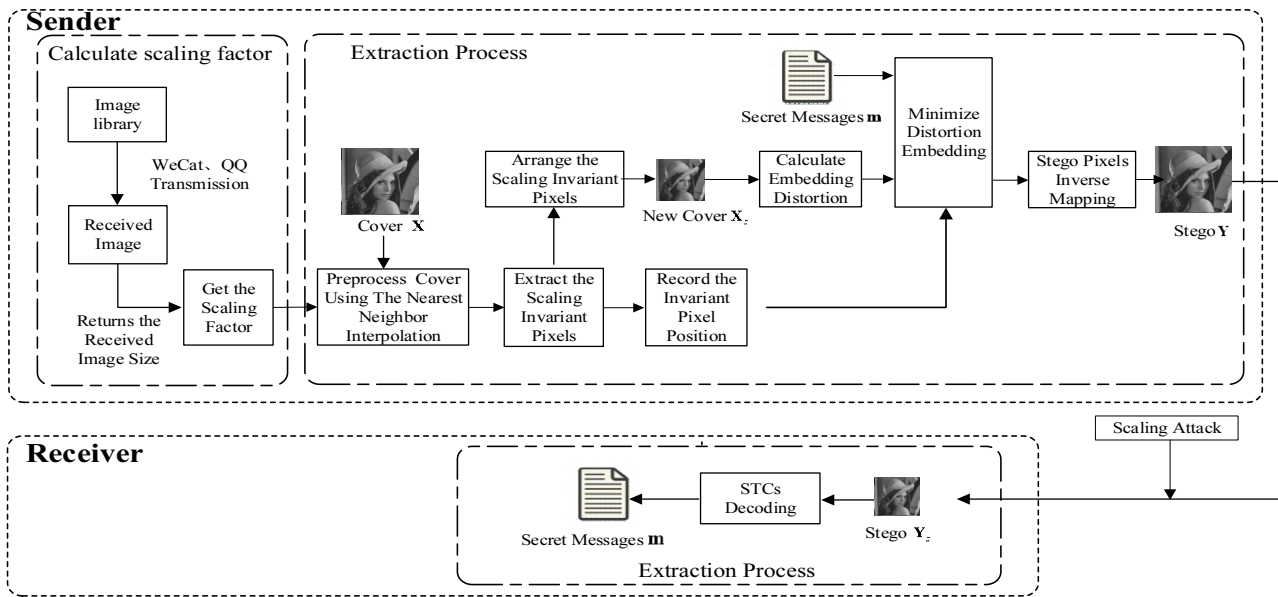 Sender
Calculate scaling factor
Image
library
WeCat、QQ
Transmission
Received
Image
Returns the
Received
Image Size
Get the
Scaling
Factor
Extraction Process
Cover X
Preprocess Cover
Using The Nearest
Neighbor
Interpolation
Extract the
Scaling
Invariant
Pixels
Arrange the
Scaling Invariant
Pixels
New Cover Xz
Record the
Invariant
Pixel
Position
Secret Messages m
Calculate
Embedding
Distortion
Minimize
Distortion
Embedding
Stego Pixels
Inverse
Mapping
Stego Y
Scaling Attack
Receiver
Secret Messages m
STCs
Decoding
Stego Yz
Extraction Process